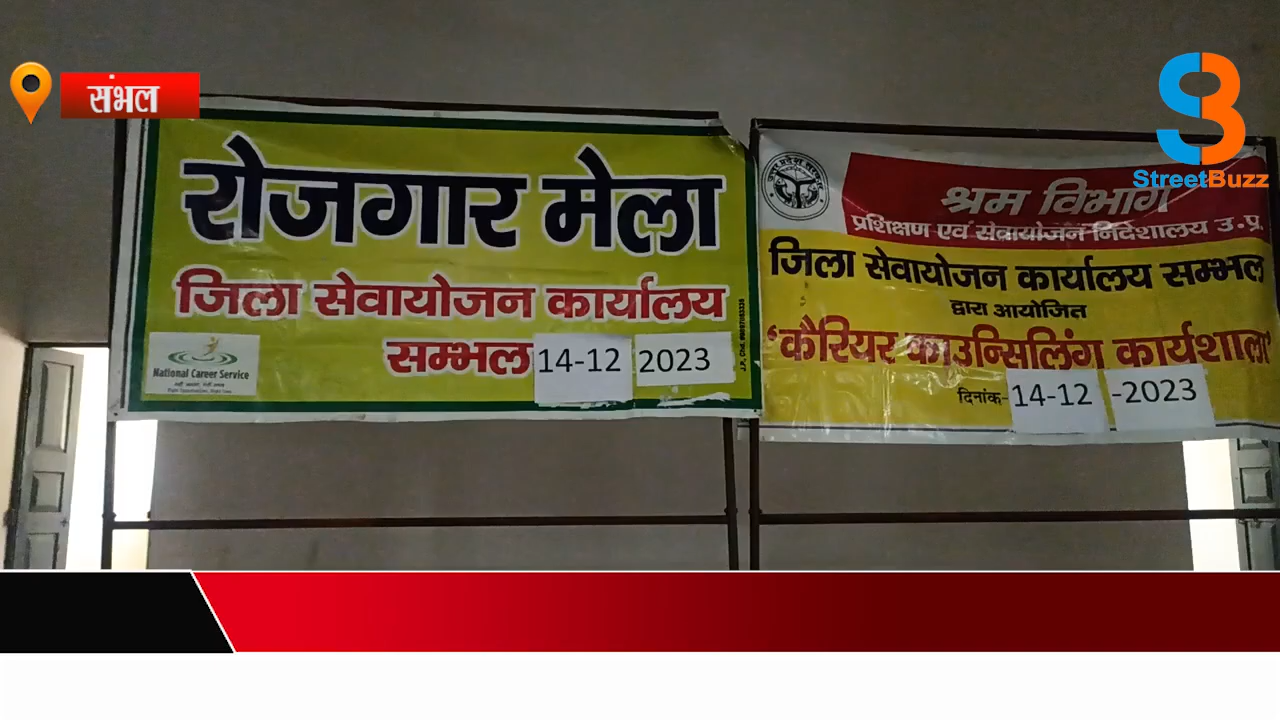 संभल
StreetBuzz
रोजगार मेला
जिला सेवायोजन कार्यालय
सम्भल 14-12 2023
National Career Service
श्रम विभाग
प्रशिक्षण एवं सेवायोजन निदेशालय उ.प्र.
जिला सेवायोजन कार्यालय सम्भल
द्वारा आयोजित
'कैरियर काउन्सिलिंग कार्यशाला'
दिनांक-14-12 -2023